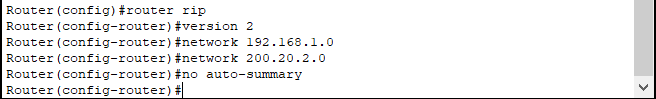 Router(config)#router rip
Router(config-router)#version 2
Router(config-router)#network 192.168.1.0
Router(config-router)#network 200.20.2.0
Router(config-router)#no auto-summary
Router(config-router)#